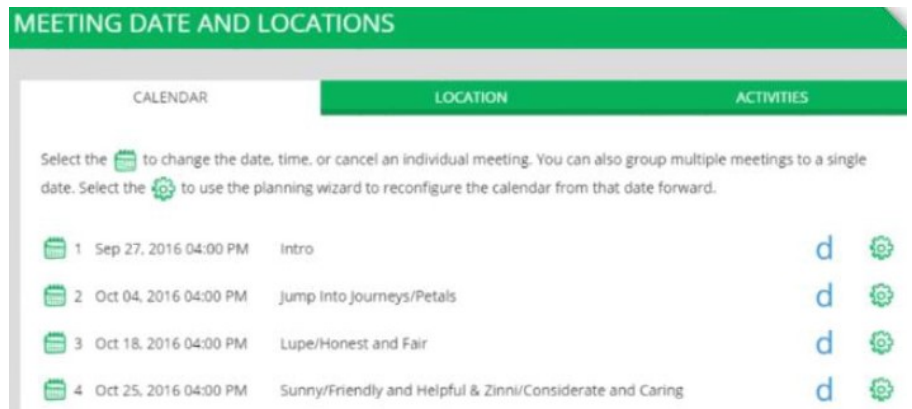 MEETING DATE AND LOCATIONS
CALENDAR LOCATION ACTIVITIES
Select the to change the date, time, or cancel an individual meeting. You can also group multiple meetings to a single
date. Select the to use the planning wizard to reconfigure the calendar from that date forward.
1 Sep 27, 2016 04:00 PM Intro d
2 Oct 04, 2016 04:00 PM Jump Into Journeys/Petals d
3 Oct 18, 2016 04:00 PM Lupe/Honest and Fair d
4 Oct 25, 2016 04:00 PM Sunny/Friendly and Helpful & Zinni/Considerate and Caring d